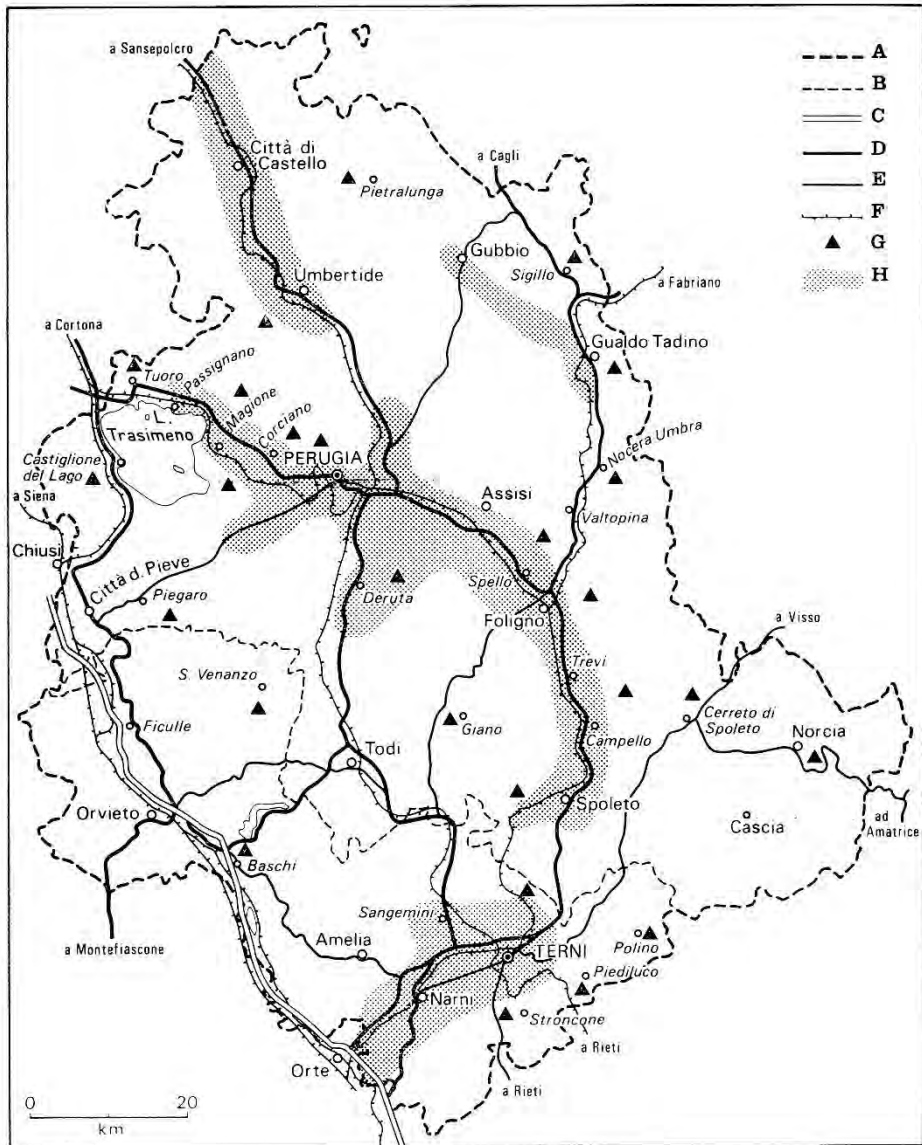 a Sansepolcro
A
B
C
D
E
F
G
H
Città di
Castello
a Cagli
Pietralunga
Gubbio
Sigillo
Umbertide
a Fabriano
a Cortona
Gualdo Tadino
Tuoro
Passignano
L.
Trasimeno
Magione
Corciano
PERUGIA
Nocera Umbra
Castiglione
del Lago
Assisi
a Siena
Valtopina
Chiusi
Spello
Deruta
Città d. Pieve
Piegaro
Foligno
a Visso
Trevi
S. Venanzo
Giano
Campello
Cerreto di
Spoleto
Norcia
Ficulle
Todi
Spoleto
Orvieto
Cascia
ad
Amatrice
Baschi
Sangemini
a Montefiascone
Amelia
TERNI
Polino
Piediluco
Narni
Stroncone
a Rieti
Orte
a Rieti
0 20
km